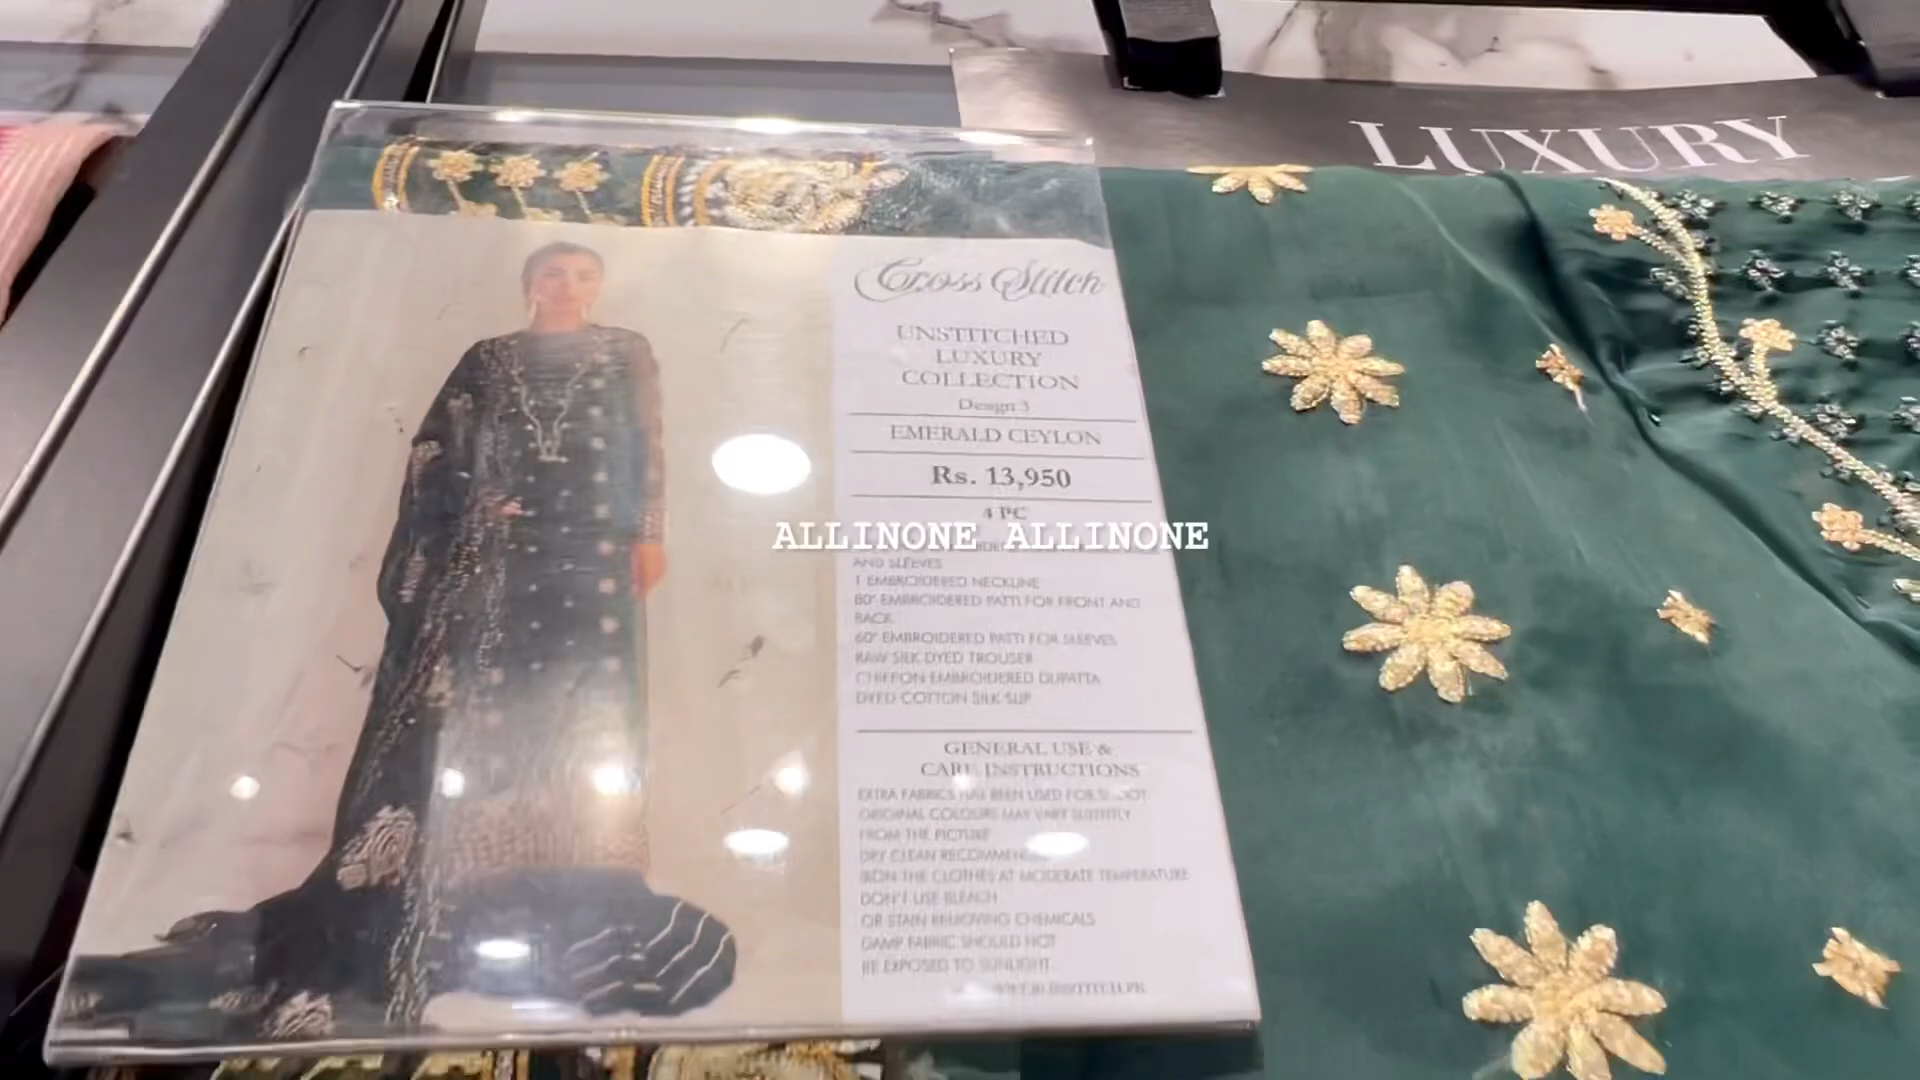 LUXURY
Cross Stitch
UNSTITCHED
LUXURY
COLLECTION
Design 3
EMERALD CEYLON
Rs. 13,950
4 PC
ALLINONE ALLINONE
AND SLEEVES
1 EMBROIDERED NECKLINE
80" EMBROIDERED PATTI FOR FRONT AND
BACK
60" EMBROIDERED PATTI FOR SLEEVES
RAW SILK DYED TROUSER
CHIFFON EMBROIDERED DUPATTA
DYED COTTON SILK SLIP
GENERAL USE &
CARE INSTRUCTIONS
EXTRA FABRICS HAS BEEN USED FOR SHOOT
ORIGINAL COLOURS MAY VARY SLIGHTLY
FROM THE PICTURE
DRY CLEAN RECOMMENDED
IRON THE CLOTHES AT MODERATE TEMPERATURE
DON'T USE BLEACH
OR STAIN REMOVING CHEMICALS
DAMP FABRIC SHOULD NOT
BE EXPOSED TO SUNLIGHT